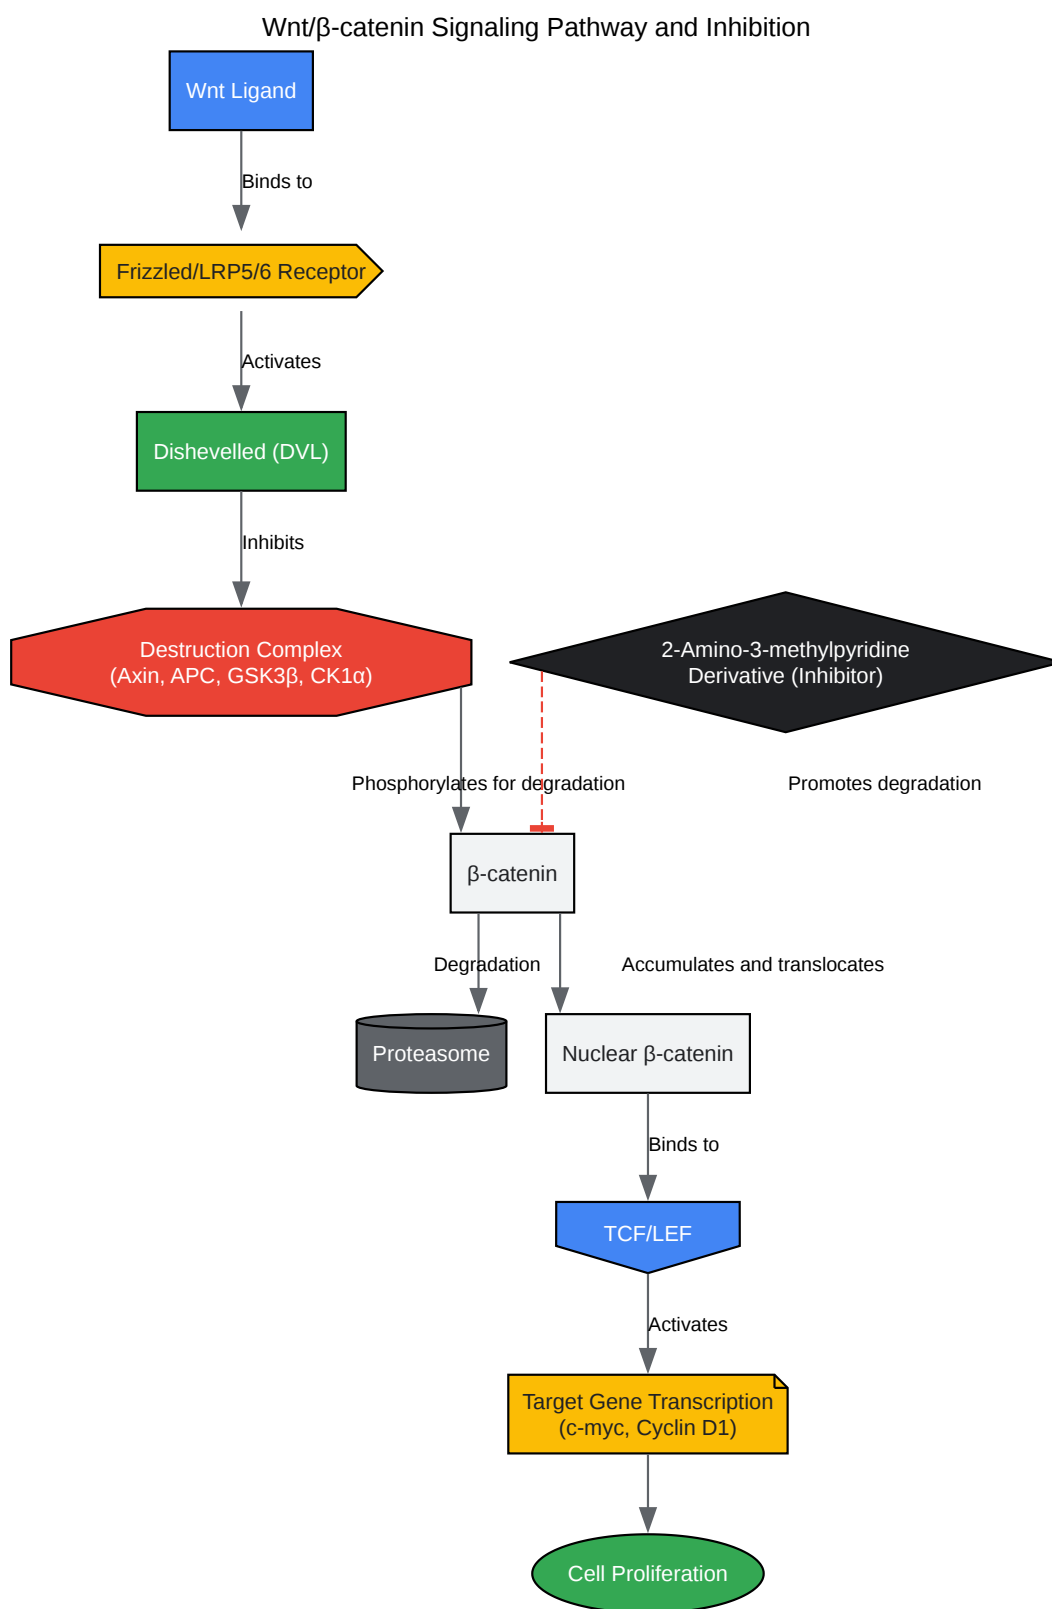 Wnt/β-catenin Signaling Pathway and Inhibition
Wnt Ligand
Binds to
Frizzled/LRP5/6 Receptor
Activates
Dishevelled (DVL)
Inhibits
Destruction Complex
(Axin, APC, GSK3β, CK1α)
2-Amino-3-methylpyridine
Derivative (Inhibitor)
Phosphorylates for degradation
Promotes degradation
β-catenin
Degradation
Accumulates and translocates
Proteasome
Nuclear β-catenin
Binds to
TCF/LEF
Activates
Target Gene Transcription
(c-myc, Cyclin D1)
Cell Proliferation